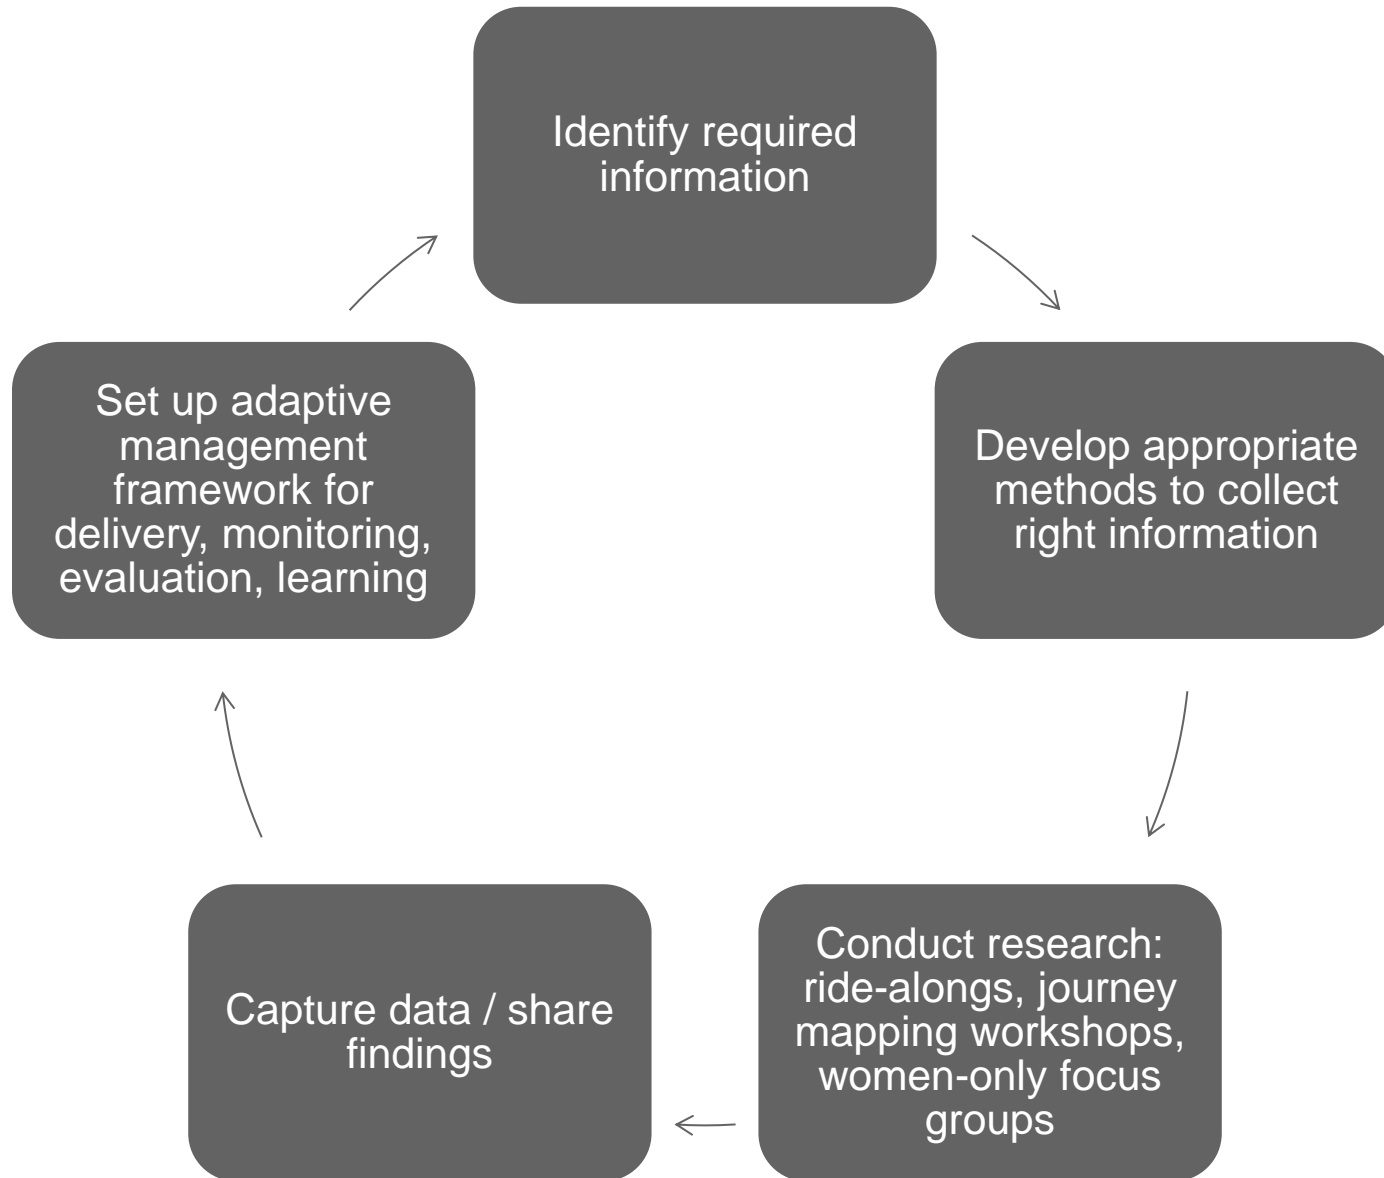 Identify required
information
Develop appropriate
methods to collect
right information
Conduct research:
ride-alongs, journey
mapping workshops,
women-only focus
groups
Capture data / share
findings
Set up adaptive
management
framework for
delivery, monitoring,
evaluation, learning